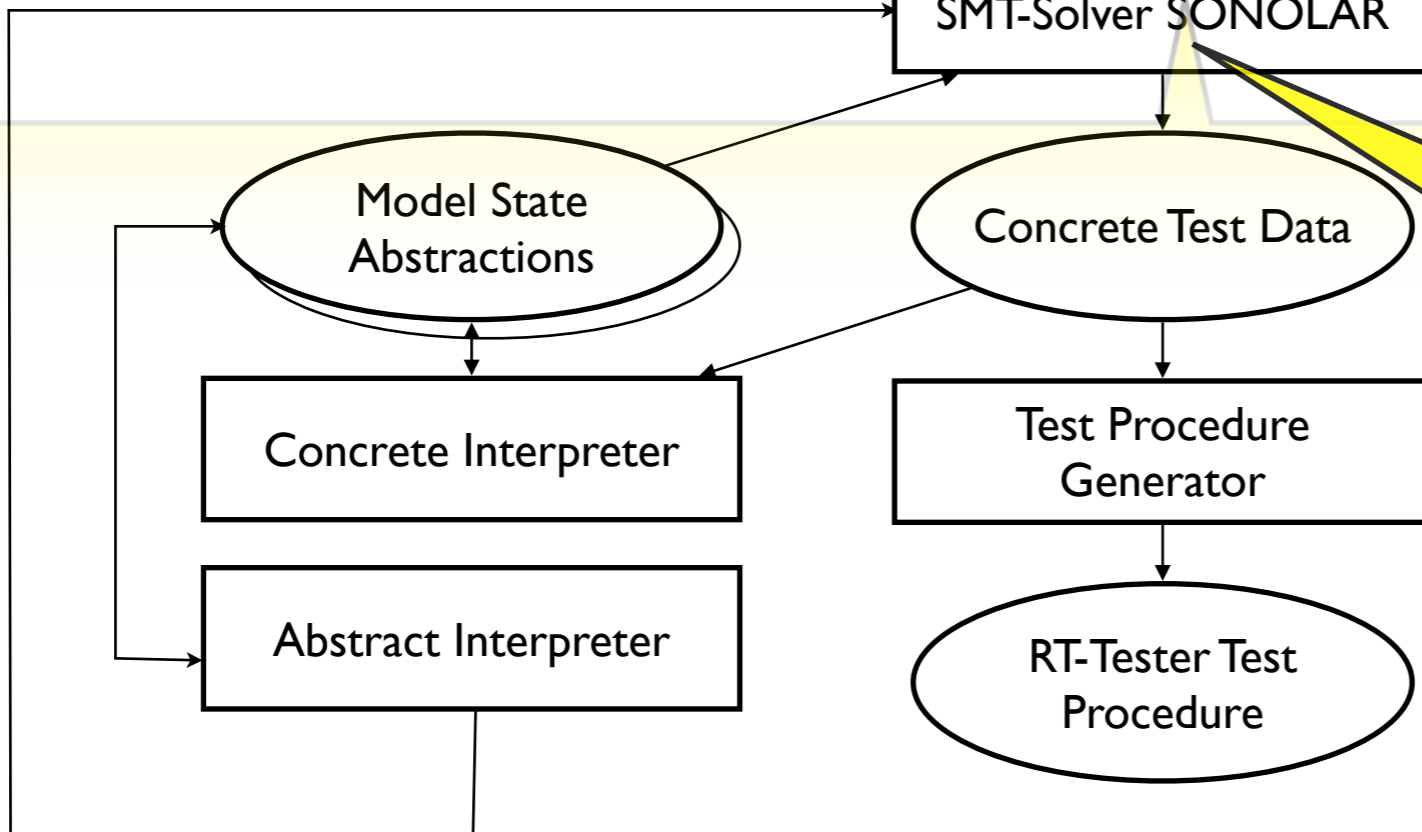 SMT-Solver SONOLAR
Model State
Abstractions
Concrete Test Data
Concrete Interpreter
Test Procedure
Generator
Abstract Interpreter
RT-Tester Test
Procedure